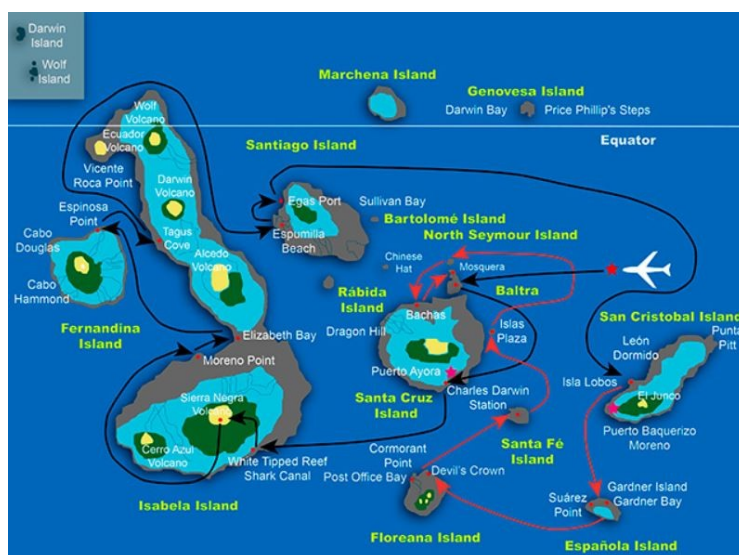 Darwin
Island
Wolf
Island
Marchena Island
Genovesa Island
Darwin Bay
Price Phillip's Steps
Equator
Wolf
Volcano
Ecuador
Volcano
Vicente
Roca Point
Santiago Island
Darwin
Volcano
Egas Port
Sullivan Bay
Espumilla
Beach
Bartolomé Island
North Seymour Island
Espinosa
Point
Tagus
Cove
Cabo
Douglas
Alcedo
Volcano
Chinese
Hat
Mosquera
Baltra
Cabo
Hammond
Rábida
Island
Bachas
Fernandina
Island
Elizabeth Bay
Dragon Hill
Islas
Plaza
San Cristobal Island
Punta
Pitt
León
Dormido
Moreno Point
Puerto Ayora
Isla Lobos
El Junco
Sierra Negra
Volcano
Santa Cruz
Island
Charles Darwin
Station
Puerto Baquerizo
Moreno
Cerro Azul
Volcano
White Tipped Reef
Shark Canal
Cormorant
Point
Santa Fé
Island
Post Office Bay
Devil's Crown
Isabela Island
Gardner Island
Gardner Bay
Suárez
Point
Floreana Island
Española Island